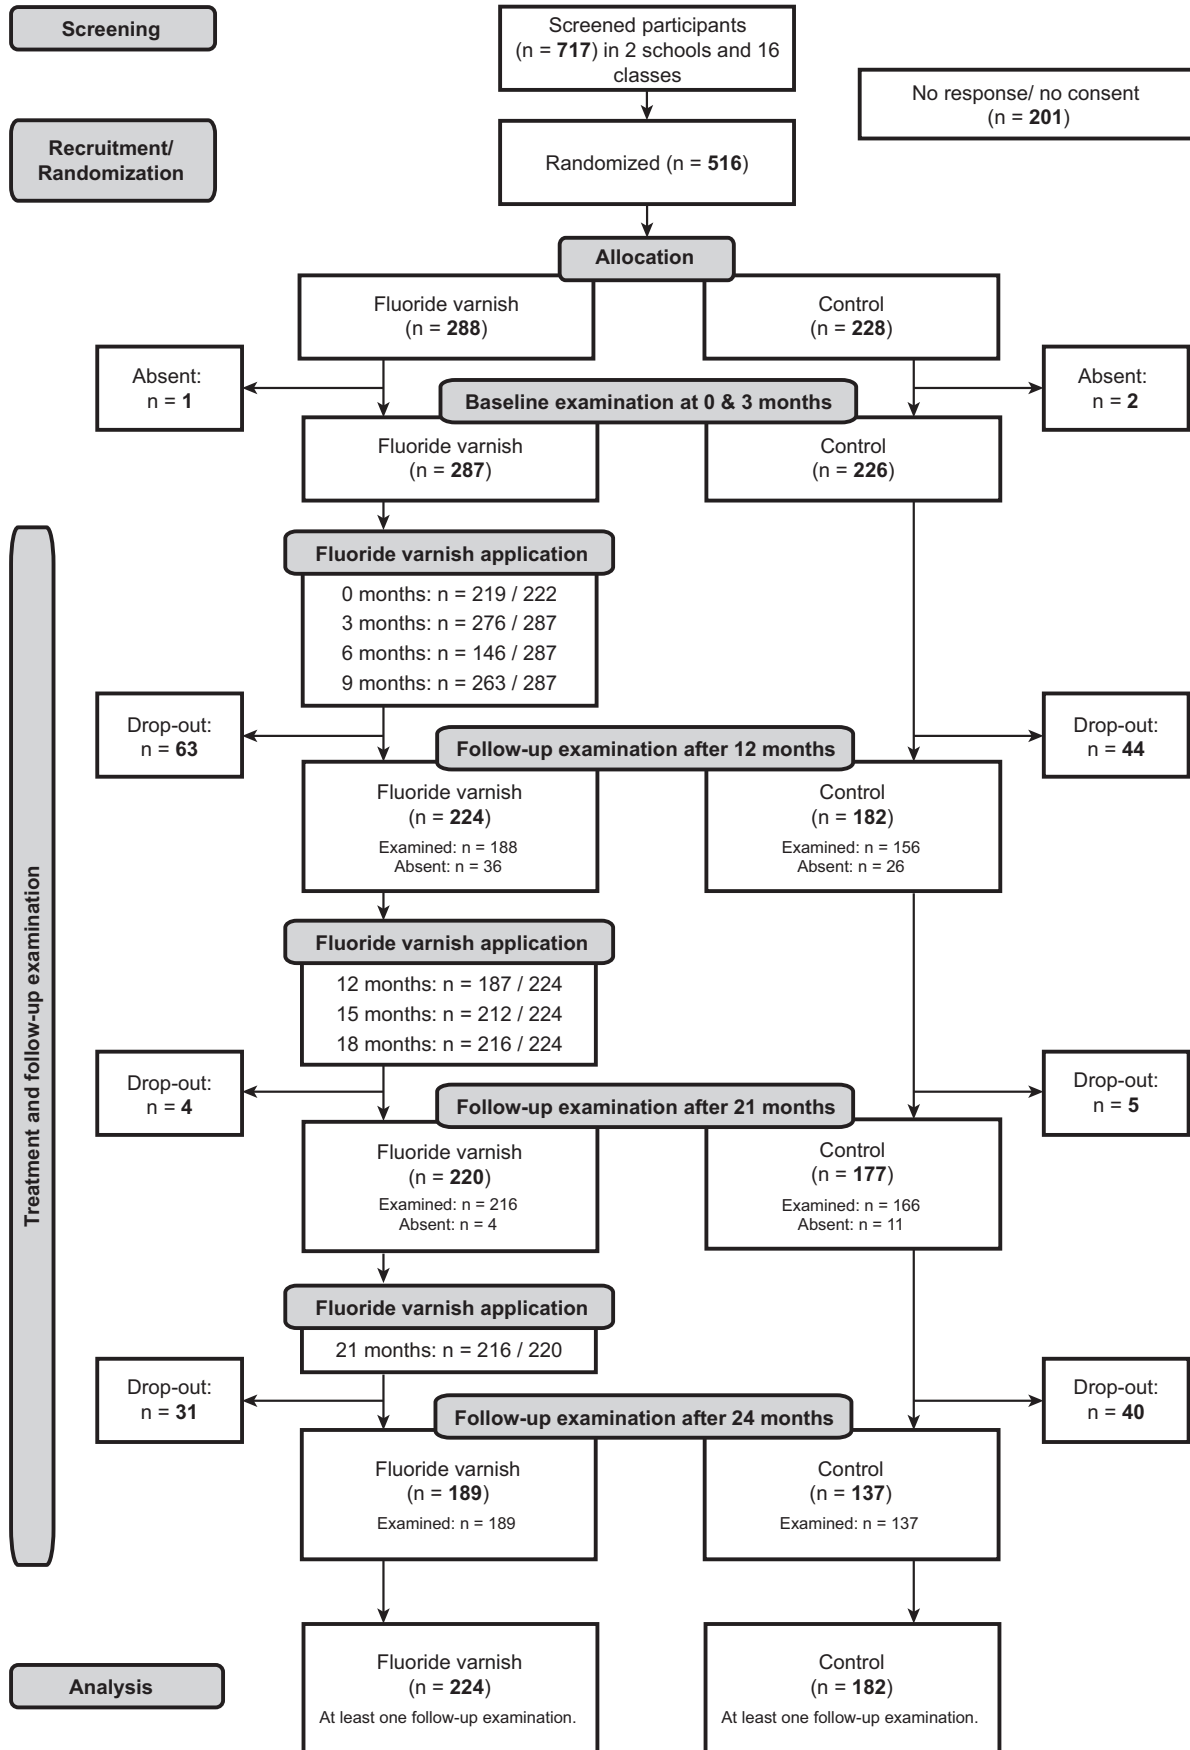 Screening
Screened participants
(n = 717) in 2 schools and 16
classes
No response/ no consent
(n = 201)
Recruitment/
Randomization
Randomized (n = 516)
Allocation
Fluoride varnish
(n = 288)
Control
(n = 228)
Absent:
n = 1
Absent:
n = 2
Baseline examination at 0 & 3 months
Fluoride varnish
(n = 287)
Control
(n = 226)
Treatment and follow-up examination
Fluoride varnish application
0 months: n = 219 / 222
3 months: n = 276 / 287
6 months: n = 146 / 287
9 months: n = 263 / 287
Drop-out:
n = 63
Drop-out:
n = 44
Follow-up examination after 12 months
Fluoride varnish
(n = 224)
Examined: n = 188
Absent: n = 36
Control
(n = 182)
Examined: n = 156
Absent: n = 26
Fluoride varnish application
12 months: n = 187 / 224
15 months: n = 212 / 224
18 months: n = 216 / 224
Drop-out:
n = 4
Drop-out:
n = 5
Follow-up examination after 21 months
Fluoride varnish
(n = 220)
Examined: n = 216
Absent: n = 4
Control
(n = 177)
Examined: n = 166
Absent: n = 11
Fluoride varnish application
21 months: n = 216 / 220
Drop-out:
n = 31
Drop-out:
n = 40
Follow-up examination after 24 months
Fluoride varnish
(n = 189)
Examined: n = 189
Control
(n = 137)
Examined: n = 137
Analysis
Fluoride varnish
(n = 224)
At least one follow-up examination.
Control
(n = 182)
At least one follow-up examination.